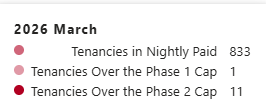 2026 March
Tenancies in Nightly Paid 833
Tenancies Over the Phase 1 Cap 1
Tenancies Over the Phase 2 Cap 11